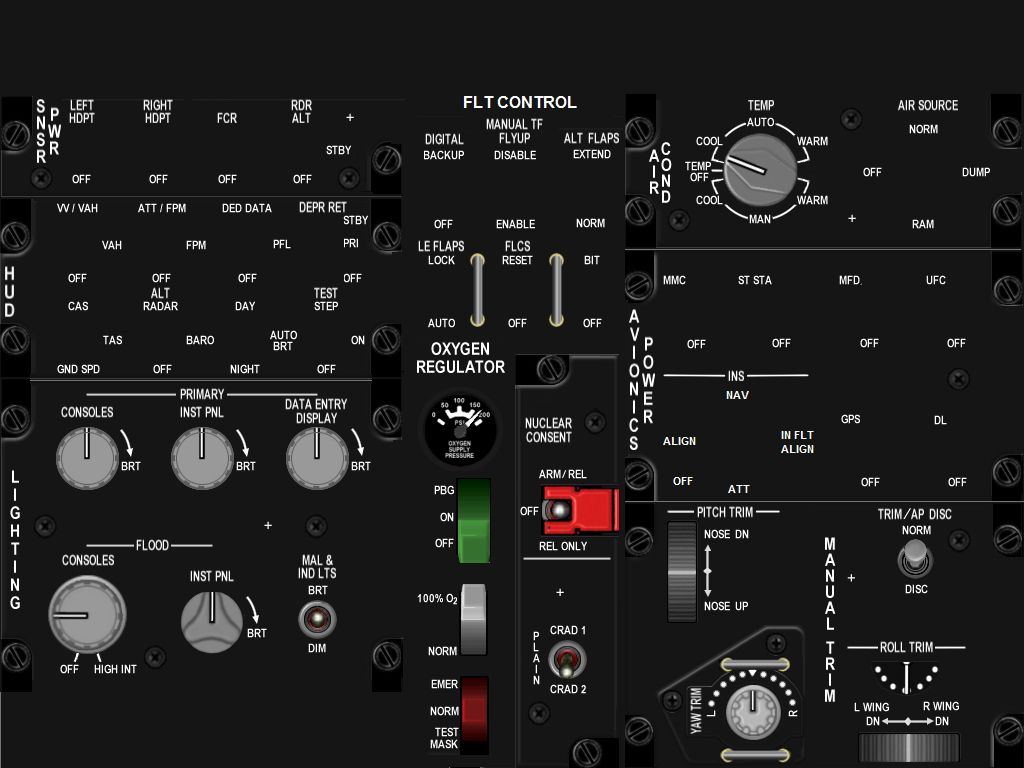 SNSR
PWR
LEFT
HDPT
RIGHT
HDPT
FCR
RDR
ALT
STBY
OFF
OFF
OFF
OFF
HUD
VV / VAH
ATT / FPM
DED DATA
DEPR RET
STBY
VAH
FPM
PFL
PRI
OFF
OFF
OFF
OFF
CAS
ALT
RADAR
DAY
TEST
STEP
TAS
BARO
AUTO
BRT
ON
GND SPD
OFF
NIGHT
OFF
LIGHTING
PRIMARY
CONSOLES
INST PNL
DATA ENTRY
DISPLAY
BRT
BRT
BRT
FLOOD
CONSOLES
INST PNL
MAL &
IND LTS
BRT
BRT
DIM
OFF
HIGH INT
FLT CONTROL
DIGITAL
BACKUP
MANUAL TF
FLYUP
DISABLE
ALT FLAPS
EXTEND
OFF
ENABLE
NORM
LE FLAPS
LOCK
FLCS
RESET
BIT
AUTO
OFF
OFF
OXYGEN
REGULATOR
0
50
100
150
200
PSI
OXYGEN
SUPPLY
PRESSURE
PBG
ON
OFF
100% O2
NORM
EMER
NORM
TEST
MASK
NUCLEAR
CONSENT
ARM/REL
OFF
REL ONLY
PLAIN
CRAD 1
CRAD 2
AIR
COND
TEMP
AUTO
COOL
WARM
TEMP
OFF
COOL
WARM
MAN
AIR SOURCE
NORM
OFF
DUMP
RAM
AVIONICS
POWER
MMC
ST STA
MFD.
UFC
OFF
OFF
OFF
OFF
INS
NAV
GPS
DL
ALIGN
IN FLT
ALIGN
OFF
ATT
OFF
OFF
MANUAL TRIM
PITCH TRIM
NOSE DN
NOSE UP
TRIM/AP DISC
NORM
DISC
YAW TRIM
L
R
ROLL TRIM
L WING
DN
R WING
DN